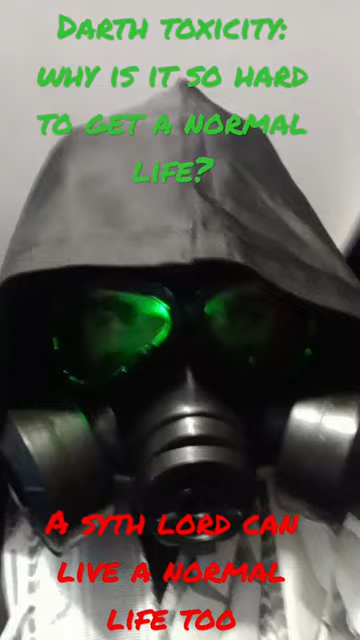 Darth toxicity:
why is it so hard
to get a normal
life?
A syth lord can
live a normal
life too